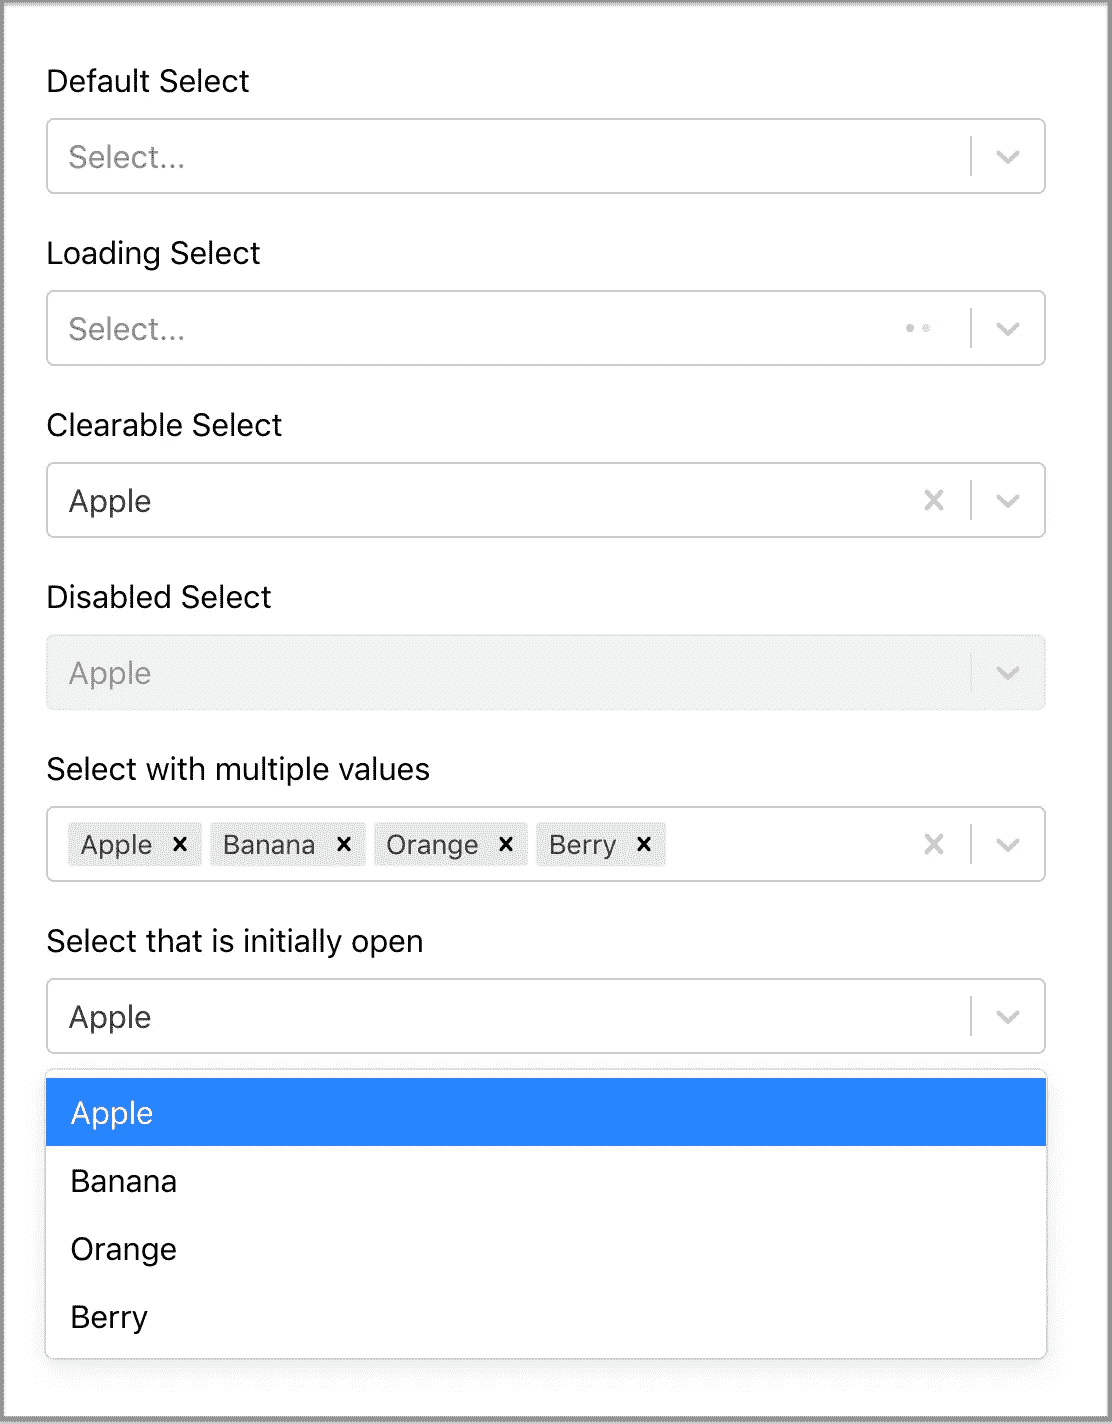 Default Select
Select...
Loading Select
Select...
Clearable Select
Apple
Disabled Select
Apple
Select with multiple values
Apple Banana Orange Berry
Select that is initially open
Apple
Apple
Banana
Orange
Berry